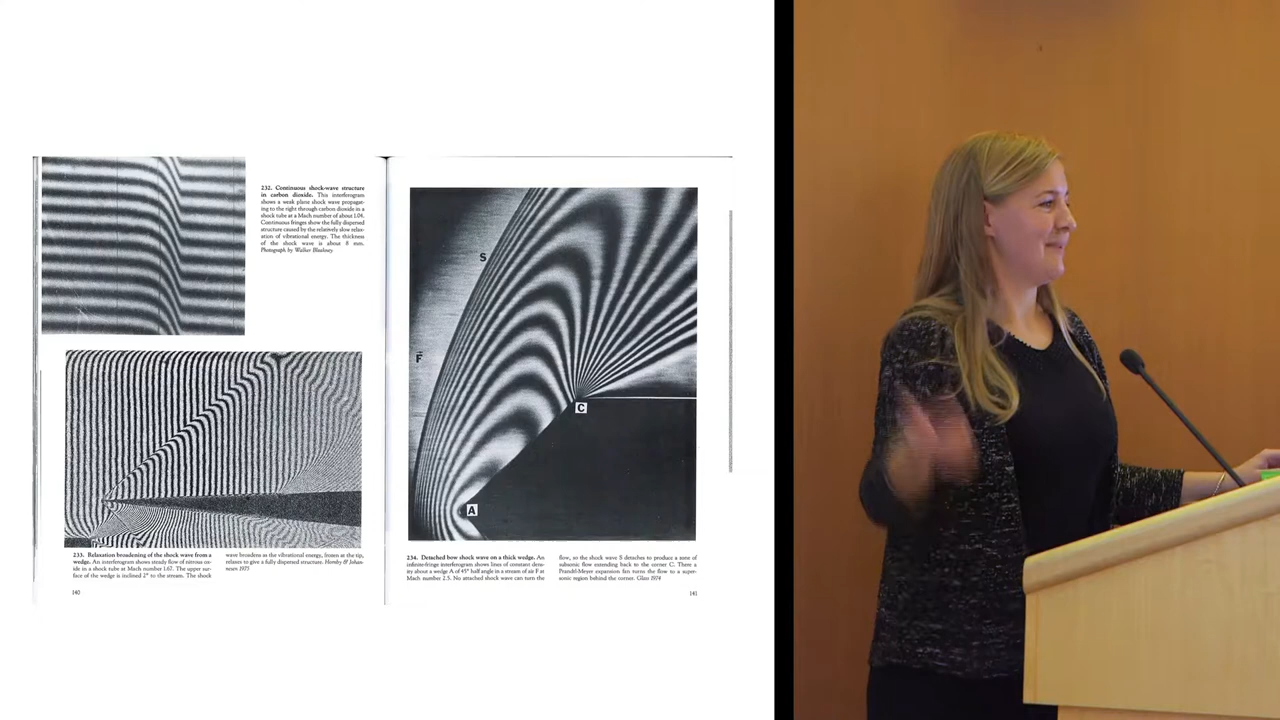 232. Continuous shock-wave structure
in carbon dioxide. This interferogram
shows a weak plane shock wave propagat-
ing to the right through carbon dioxide in a
shock tube at a Mach number of about 1.04.
Continuous fringes show the fully dispersed
structure caused by the relatively slow relax-
ation of vibrational energy. The thickness
of the shock wave is about 8 mm.
Photograph by Walker Bleakney
233. Relaxation broadening of the shock wave from a
wedge. An interferogram shows steady flow of nitrous ox-
ide in a shock tube at Mach number 1.67. The upper sur-
face of the wedge is inclined 2° to the stream. The shock
wave broadens as the vibrational energy, frozen at the tip,
relaxes to give a fully dispersed structure. Hornby & Johan-
nesen 1975
140
S
F
C
A
234. Detached bow shock wave on a thick wedge. An
infinite-fringe interferogram shows lines of constant dens-
ity about a wedge A of 45° half angle in a stream of air F at
Mach number 2.5. No attached shock wave can turn the
flow, so the shock wave S detaches to produce a zone of
subsonic flow extending back to the corner C. There a
Prandtl-Meyer expansion fan turns the flow to a super-
sonic region behind the corner. Glass 1974
141